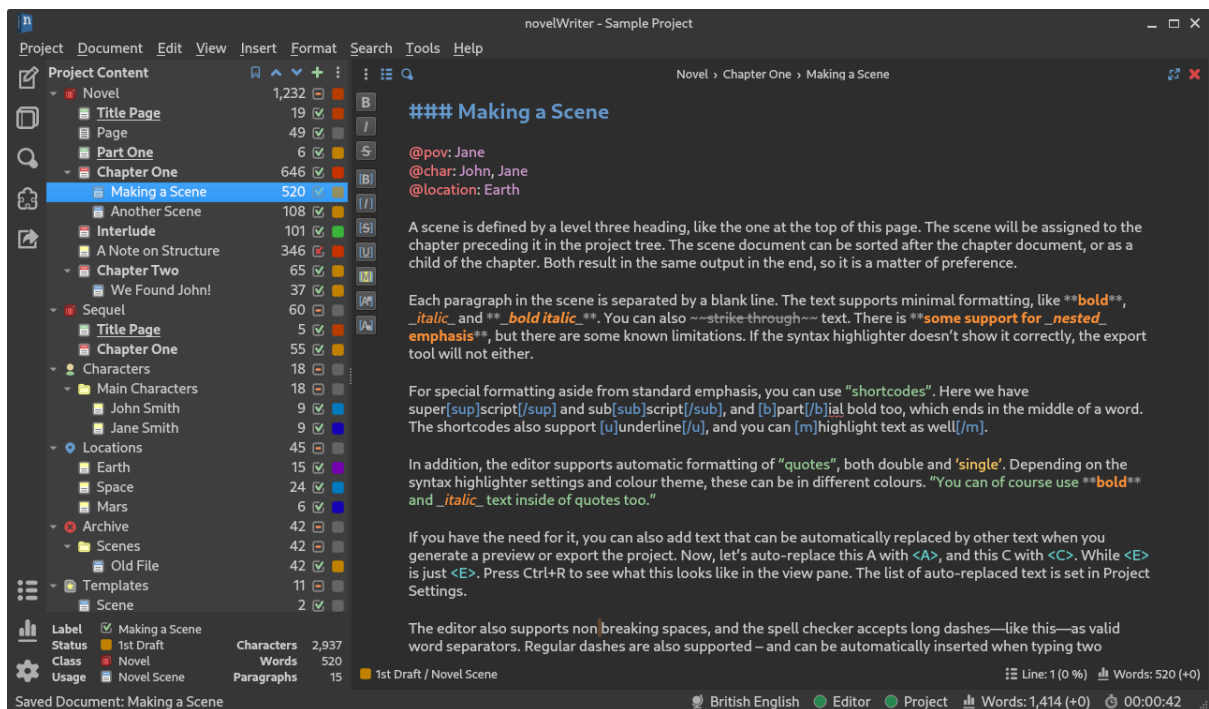 novelWriter - Sample Project
Project Document Edit View Insert Format Search Tools Help
Project Content
Novel 1,232
Title Page 19
Page 49
Part One 6
Chapter One 646
Making a Scene 520
Another Scene 108
Interlude 101
A Note on Structure 346
Chapter Two 65
We Found John! 37
Sequel 60
Title Page 5
Chapter One 55
Characters 18
Main Characters 18
John Smith 9
Jane Smith 9
Locations 45
Earth 15
Space 24
Mars 6
Archive 42
Scenes 42
Old File 42
Templates 11
Scene 2
Label Making a Scene
Status 1st Draft Characters 2,937
Class Novel Words 520
Usage Novel Scene Paragraphs 15
Novel › Chapter One › Making a Scene
B
I
S
[B]
[I]
[S]
[U]
[M]
### Making a Scene
@pov: Jane
@char: John, Jane
@location: Earth
A scene is defined by a level three heading, like the one at the top of this page. The scene will be assigned to the
chapter preceding it in the project tree. The scene document can be sorted after the chapter document, or as a
child of the chapter. Both result in the same output in the end, so it is a matter of preference.
Each paragraph in the scene is separated by a blank line. The text supports minimal formatting, like **bold**,
_italic_ and **_bold italic_**. You can also ~~strike through~~ text. There is **some support for _nested_
emphasis**, but there are some known limitations. If the syntax highlighter doesn’t show it correctly, the export
tool will not either.
For special formatting aside from standard emphasis, you can use “shortcodes”. Here we have
super[sup]script[/sup] and sub[sub]script[/sub], and [b]part[/b]ial bold too, which ends in the middle of a word.
The shortcodes also support [u]underline[/u], and you can [m]highlight text as well[/m].
In addition, the editor supports automatic formatting of “quotes”, both double and ‘single’. Depending on the
syntax highlighter settings and colour theme, these can be in different colours. “You can of course use **bold**
and _italic_ text inside of quotes too.”
If you have the need for it, you can also add text that can be automatically replaced by other text when you
generate a preview or export the project. Now, let’s auto-replace this A with <A>, and this C with <C>. While <E>
is just <E>. Press Ctrl+R to see what this looks like in the view pane. The list of auto-replaced text is set in Project
Settings.
The editor also supports non breaking spaces, and the spell checker accepts long dashes—like this—as valid
word separators. Regular dashes are also supported – and can be automatically inserted when typing two
1st Draft / Novel Scene Line: 1 (0 %) Words: 520 (+0)
Saved Document: Making a Scene British English Editor Project Words: 1,414 (+0) 00:00:42